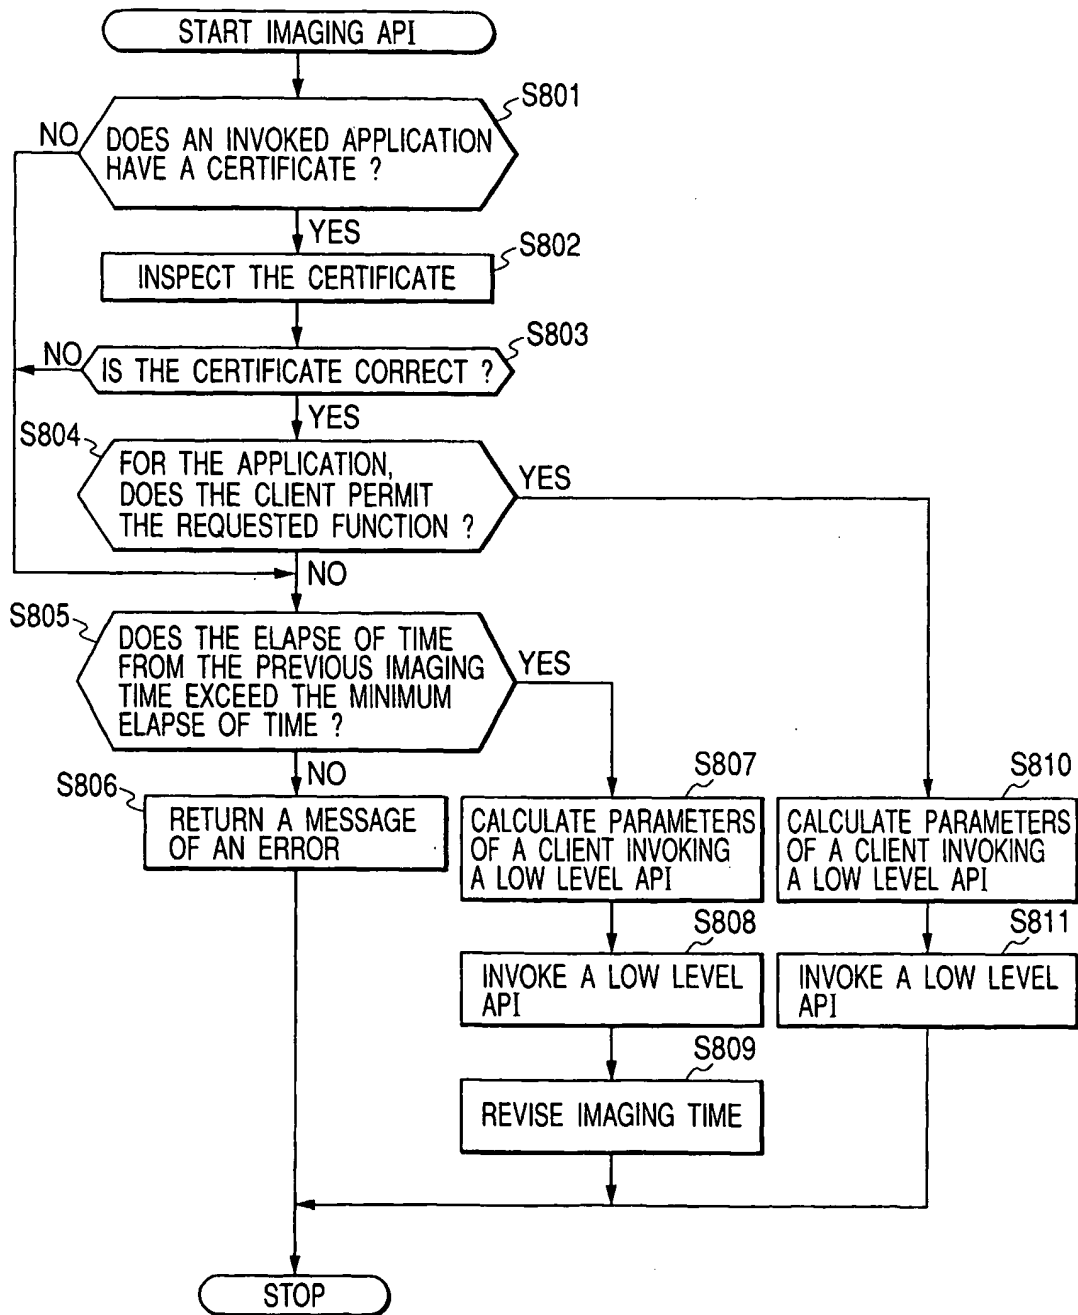 START IMAGING API
S801
NO
DOES AN INVOKED APPLICATION
HAVE A CERTIFICATE ?
YES
S802
INSPECT THE CERTIFICATE
S803
NO
IS THE CERTIFICATE CORRECT ?
YES
S804
FOR THE APPLICATION,
DOES THE CLIENT PERMIT
THE REQUESTED FUNCTION ?
YES
NO
S805
DOES THE ELAPSE OF TIME
FROM THE PREVIOUS IMAGING
TIME EXCEED THE MINIMUM
ELAPSE OF TIME ?
YES
NO
S806
RETURN A MESSAGE
OF AN ERROR
S807
CALCULATE PARAMETERS
OF A CLIENT INVOKING
A LOW LEVEL API
S810
CALCULATE PARAMETERS
OF A CLIENT INVOKING
A LOW LEVEL API
S808
INVOKE A LOW LEVEL
API
S811
INVOKE A LOW LEVEL
API
S809
REVISE IMAGING TIME
STOP